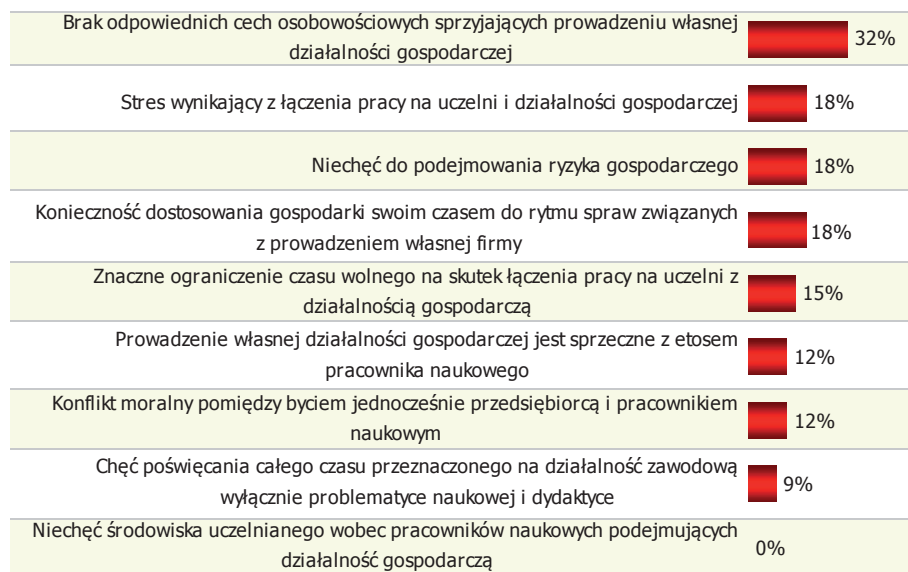 Brak odpowiednich cech osobowościowych sprzyjających prowadzeniu własnej
działalności gospodarczej
32%
Stres wynikający z łączenia pracy na uczelni i działalności gospodarczej
18%
Niechęć do podejmowania ryzyka gospodarczego
18%
Konieczność dostosowania gospodarki swoim czasem do rytmu spraw związanych
z prowadzeniem własnej firmy
18%
Znaczne ograniczenie czasu wolnego na skutek łączenia pracy na uczelni z
działalnością gospodarczą
15%
Prowadzenie własnej działalności gospodarczej jest sprzeczne z etosem
pracownika naukowego
12%
Konflikt moralny pomiędzy byciem jednocześnie przedsiębiorcą i pracownikiem
naukowym
12%
Chęć poświęcania całego czasu przeznaczonego na działalność zawodową
wyłącznie problematyce naukowej i dydaktyce
9%
Niechęć środowiska uczelnianego wobec pracowników naukowych podejmujących
działalność gospodarczą
0%